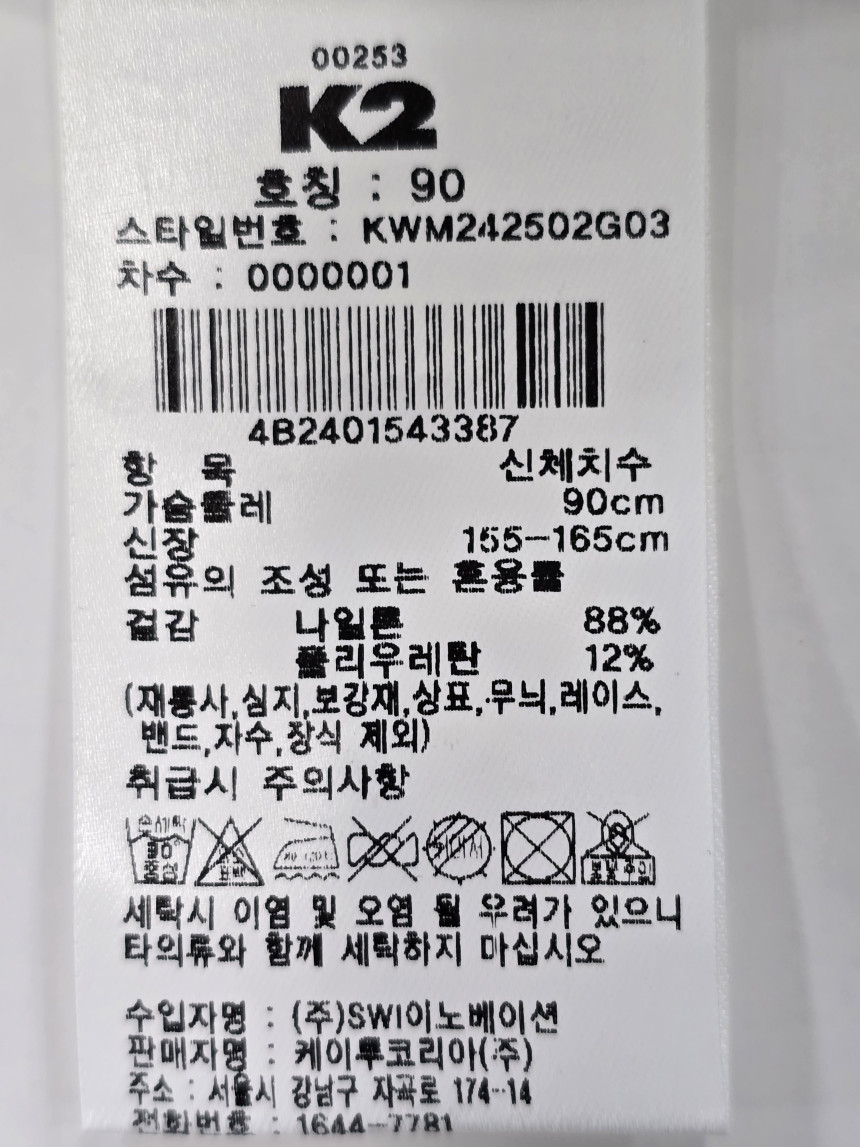 00253
K2
호칭 : 90
스타일번호 : KWM242502G03
차수 : 0000001
4B2401543387
항 목 신체치수
가슴둘레 90cm
신장 155-165cm
섬유의 조성 또는 혼용률
겉감 나일론 88%
폴리우레탄 12%
(재봉사,심지,보강재,상표,무늬,레이스,
밴드,자수,장식 제외)
취급시 주의사항
세탁시 이염 및 오염 될 우려가 있으니
타의류와 함께 세탁하지 마십시오
수입자명 : (주)SWI이노베이션
판매자명 : 케이투코리아(주)
주소 : 서울시 강남구 자곡로 174-14
전화번호 : 1644-7781